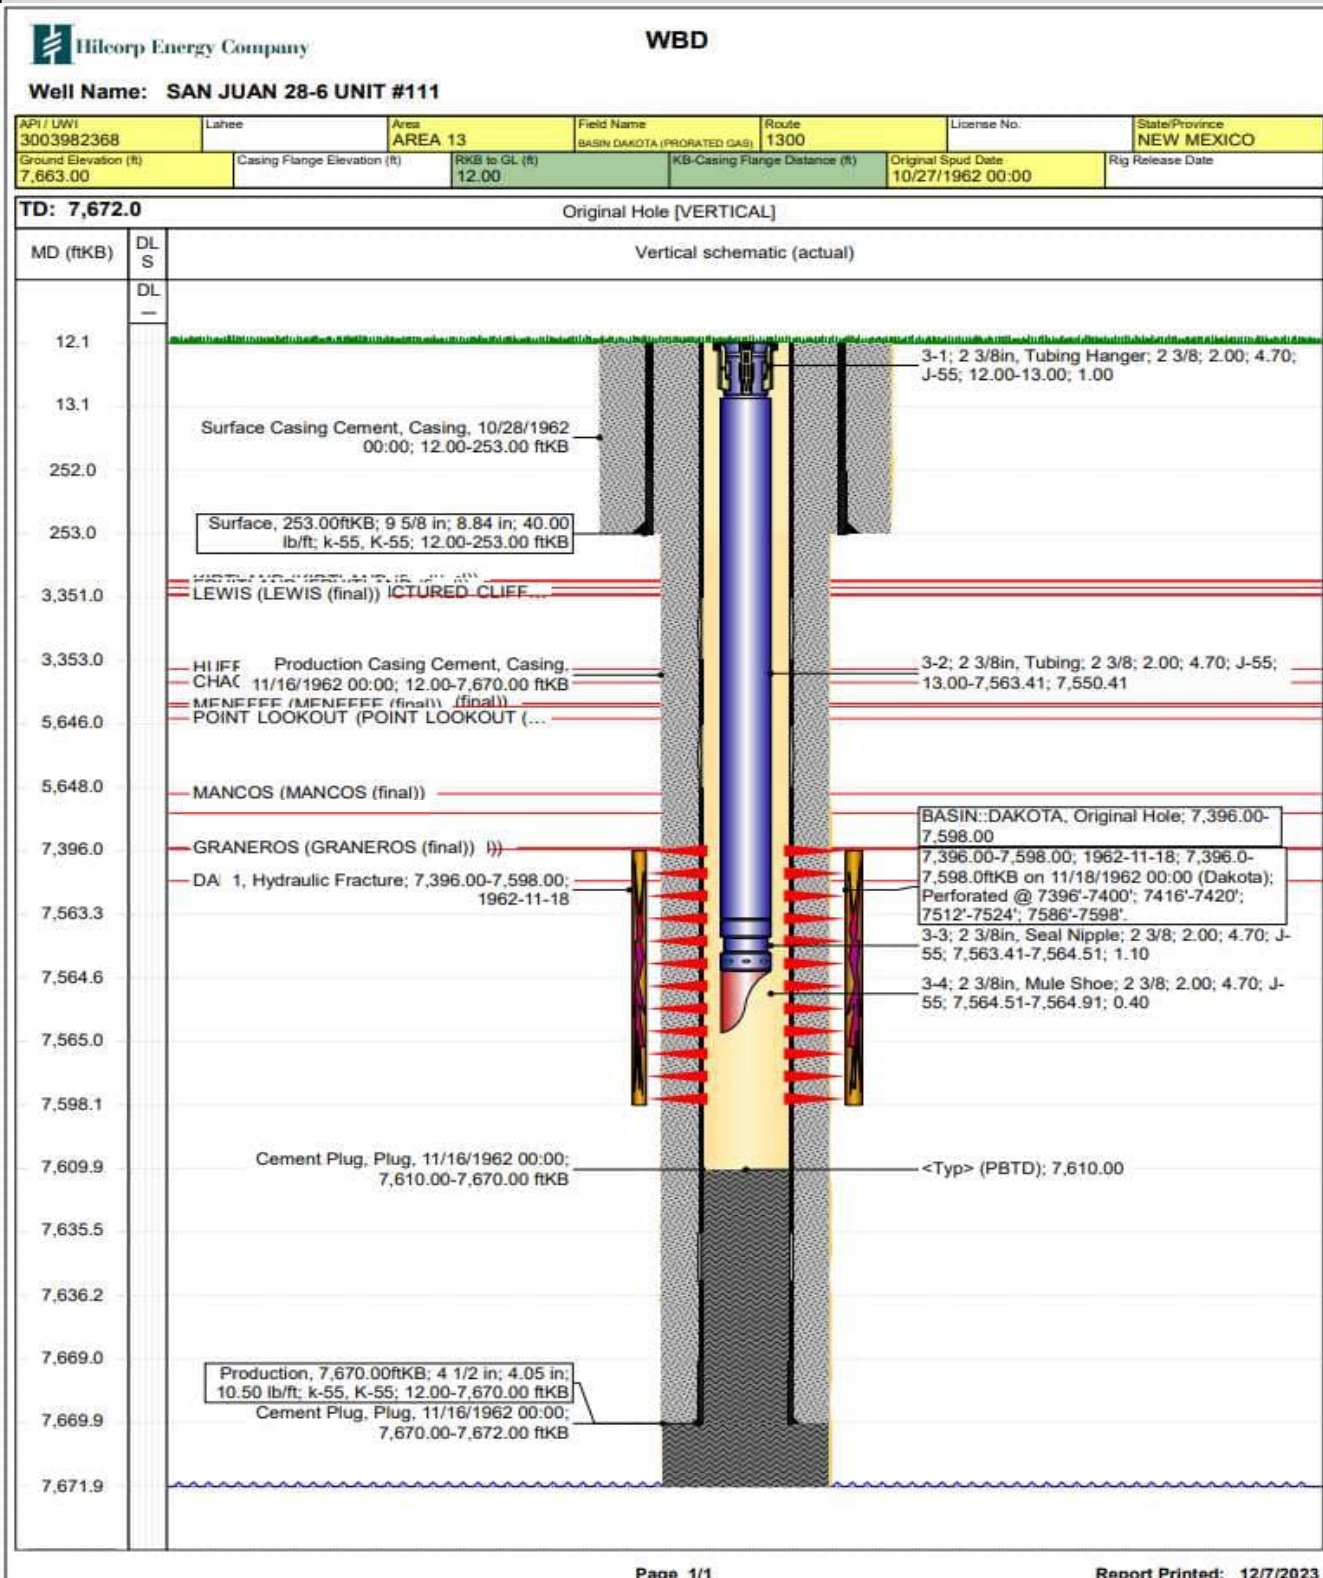 Hilcorp Energy Company
WBD
Well Name: SAN JUAN 28-6 UNIT #111
API / UWI
3003982368
Lahee
Area
AREA 13
Field Name
BASIN DAKOTA (PRORATED GAS)
Route
1300
License No.
State/Province
NEW MEXICO
Ground Elevation (ft)
7,663.00
Casing Flange Elevation (ft)
RKB to GL (ft)
12.00
KB-Casing Flange Distance (ft)
Original Spud Date
10/27/1962 00:00
Rig Release Date
TD: 7,672.0
Original Hole [VERTICAL]
MD (ftKB)
DL
S
Vertical schematic (actual)
DL
—
12.1
3-1; 2 3/8in, Tubing Hanger; 2 3/8; 2.00; 4.70;
J-55; 12.00-13.00; 1.00
13.1
Surface Casing Cement, Casing, 10/28/1962
00:00; 12.00-253.00 ftKB
252.0
Surface, 253.00ftKB; 9 5/8 in; 8.84 in; 40.00
lb/ft; k-55, K-55; 12.00-253.00 ftKB
253.0
3,351.0
LEWIS (LEWIS (final)) ICTURED CLIFF...
3,353.0
Production Casing Cement, Casing,
11/16/1962 00:00; 12.00-7,670.00 ftKB
3-2; 2 3/8in, Tubing; 2 3/8; 2.00; 4.70; J-55;
13.00-7,563.41; 7,550.41
MENEFEE (MENEFEE (final)) (final))
5,646.0
POINT LOOKOUT (POINT LOOKOUT (...
5,648.0
MANCOS (MANCOS (final))
BASIN::DAKOTA, Original Hole; 7,396.00-
7,598.00
7,396.0
GRANEROS (GRANEROS (final)) l))
DA 1, Hydraulic Fracture; 7,396.00-7,598.00;
1962-11-18
7,396.00-7,598.00; 1962-11-18; 7,396.0-
7,598.0ftKB on 11/18/1962 00:00 (Dakota);
Perforated @ 7396'-7400'; 7416'-7420';
7512'-7524'; 7586'-7598'.
7,563.3
3-3; 2 3/8in, Seal Nipple; 2 3/8; 2.00; 4.70; J-
55; 7,563.41-7,564.51; 1.10
7,564.6
3-4; 2 3/8in, Mule Shoe; 2 3/8; 2.00; 4.70; J-
55; 7,564.51-7,564.91; 0.40
7,565.0
7,598.1
Cement Plug, Plug, 11/16/1962 00:00;
7,610.00-7,670.00 ftKB
7,609.9
<Typ> (PBTD); 7,610.00
7,635.5
7,636.2
7,669.0
Production, 7,670.00ftKB; 4 1/2 in; 4.05 in;
10.50 lb/ft; k-55, K-55; 12.00-7,670.00 ftKB
Cement Plug, Plug, 11/16/1962 00:00;
7,670.00-7,672.00 ftKB
7,669.9
7,671.9
Page 1/1
Report Printed: 12/7/2023